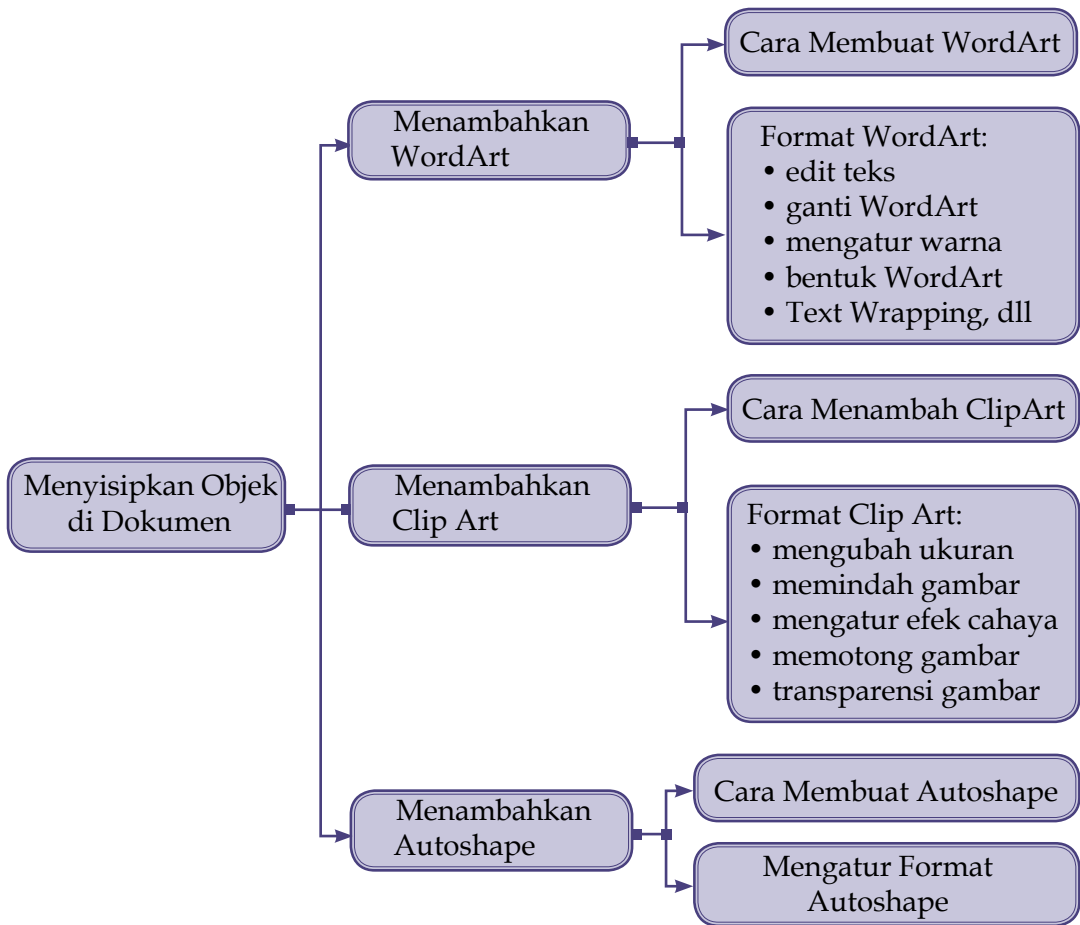 Menyisipkan Objek
di Dokumen
Menambahkan
WordArt
Cara Membuat WordArt
Format WordArt:
• edit teks
• ganti WordArt
• mengatur warna
• bentuk WordArt
• Text Wrapping, dll
Menambahkan
Clip Art
Cara Menambah ClipArt
Format Clip Art:
• mengubah ukuran
• memindah gambar
• mengatur efek cahaya
• memotong gambar
• transparensi gambar
Menambahkan
Autoshape
Cara Membuat Autoshape
Mengatur Format
Autoshape